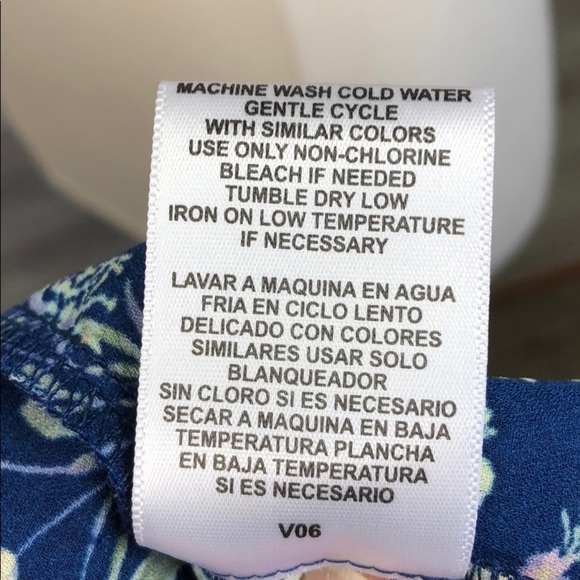 MACHINE WASH COLD WATER
GENTLE CYCLE
WITH SIMILAR COLORS
USE ONLY NON-CHLORINE
BLEACH IF NEEDED
TUMBLE DRY LOW
IRON ON LOW TEMPERATURE
IF NECESSARY
LAVAR A MAQUINA EN AGUA
FRIA EN CICLO LENTO
DELICADO CON COLORES
SIMILARES USAR SOLO
BLANQUEADOR
SIN CLORO SI ES NECESARIO
SECAR A MAQUINA EN BAJA
TEMPERATURA PLANCHA
EN BAJA TEMPERATURA
SI ES NECESARIO
V06